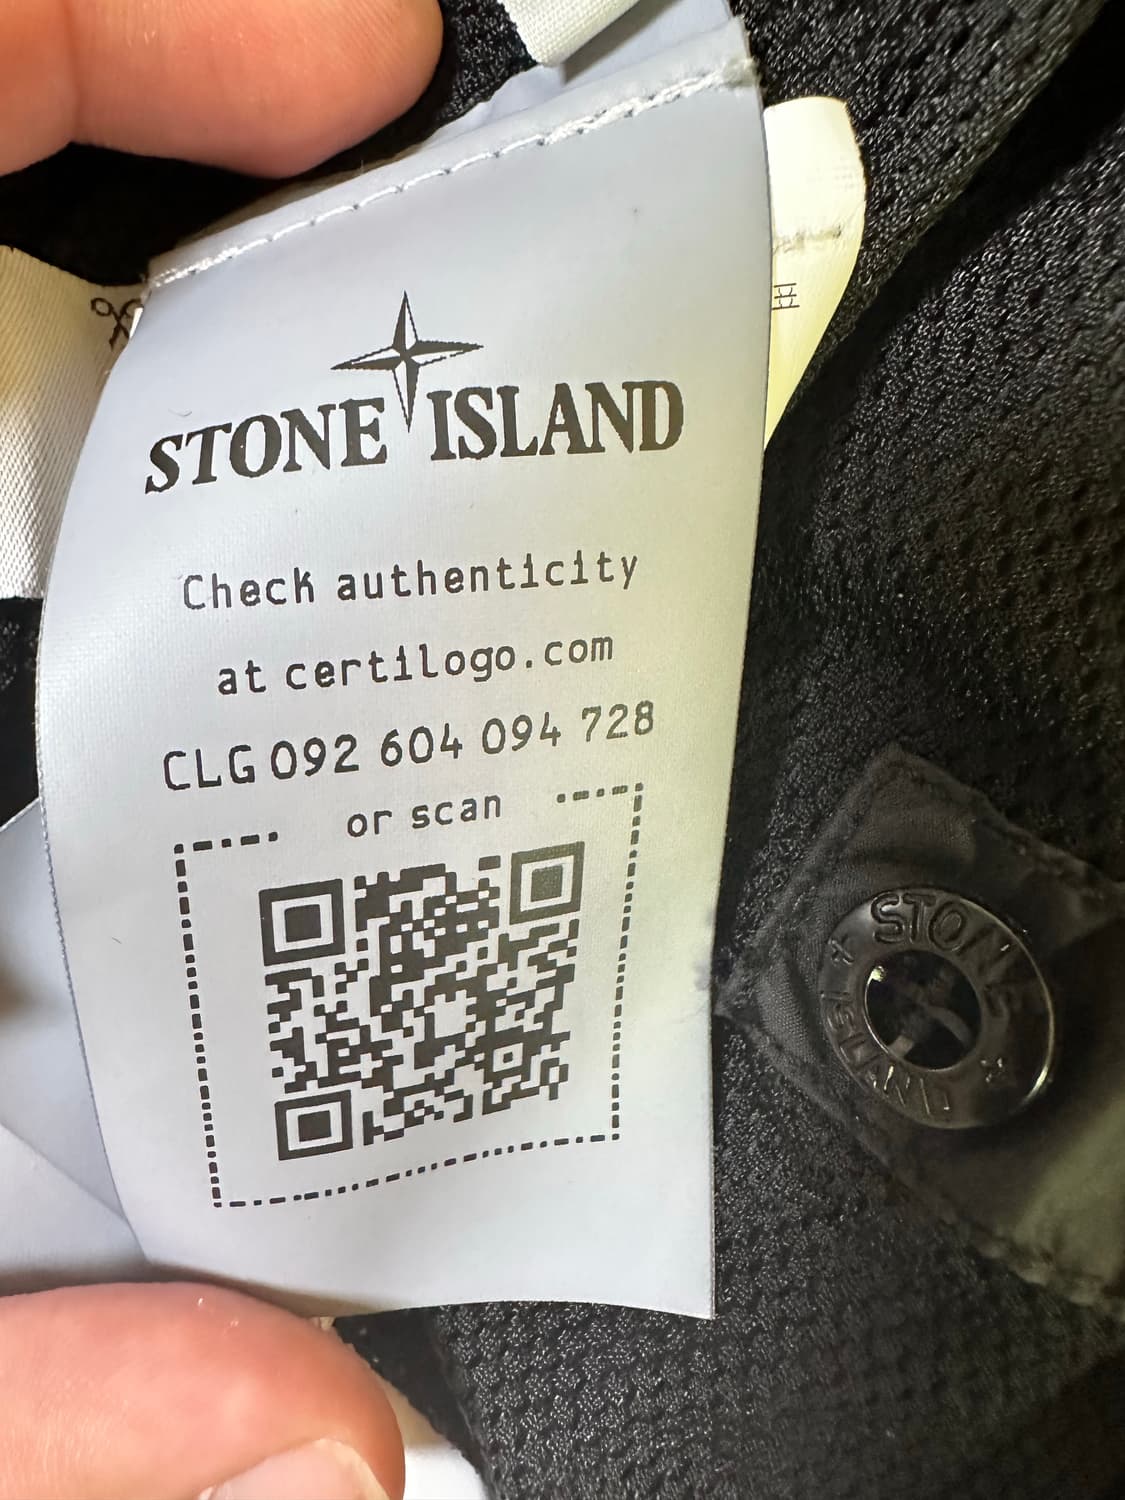 STONE ISLAND
Check authenticity
at certilogo.com
CLG 092 604 094 728
or scan
STONE
ISLAND